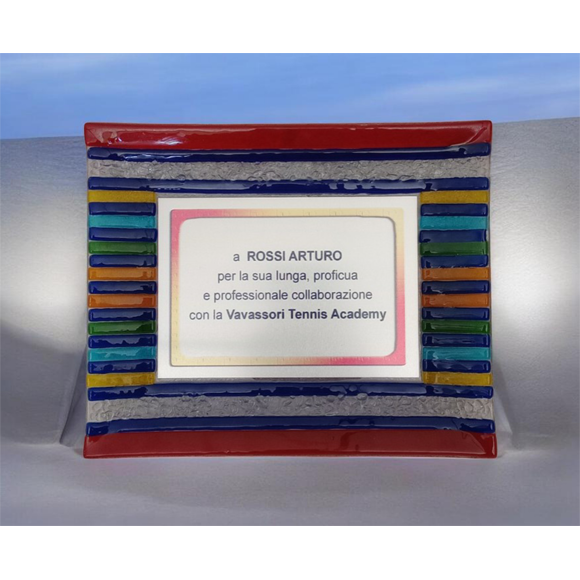 a ROSSI ARTURO
per la sua lunga, proficua
e professionale collaborazione
con la Vavassori Tennis Academy